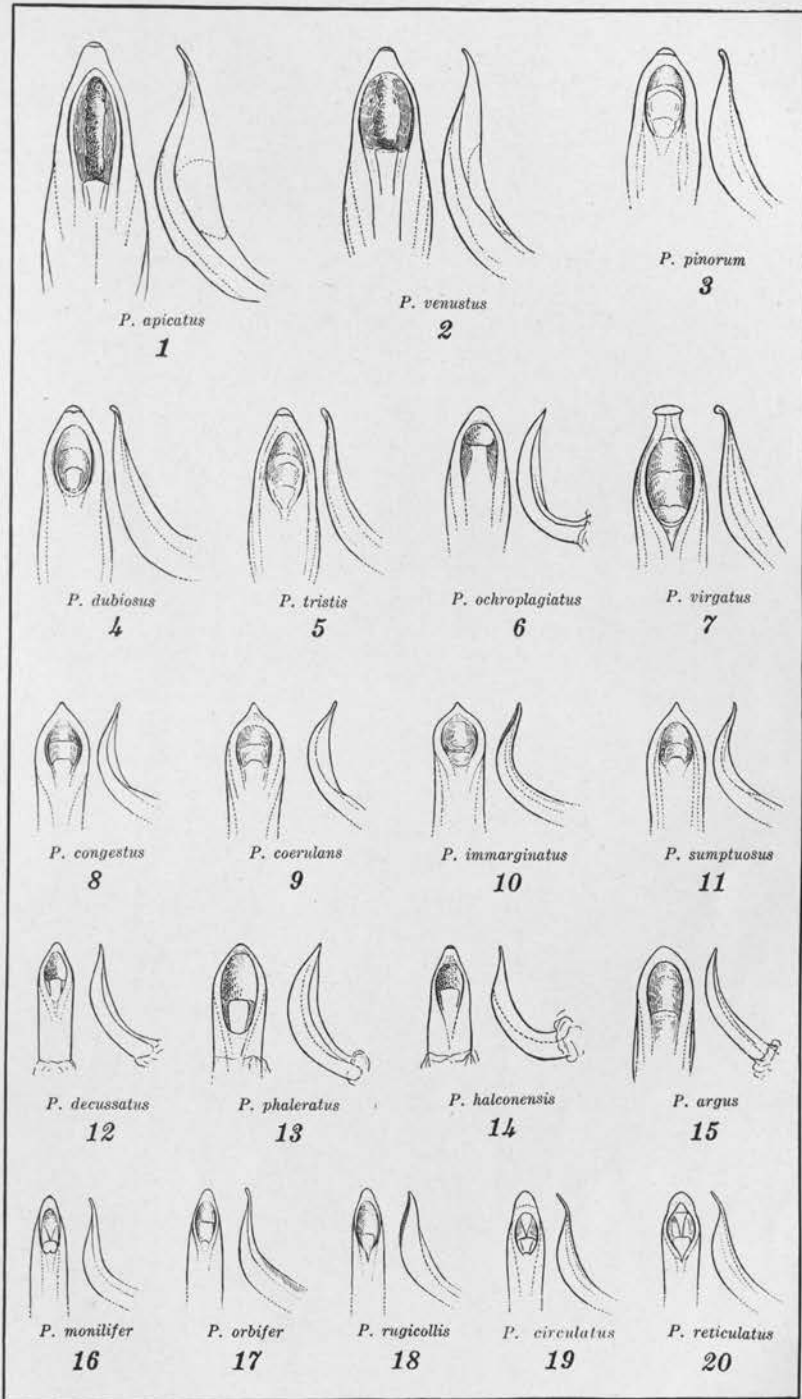 P. apicatus
1
P. venustus
2
P. pinorum
3
P. dubiosus
4
P. tristis
5
P. ochroplagiatus
6
P. virgatus
7
P. congestus
8
P. coerulans
9
P. immarginatus
10
P. sumptuosus
11
P. decussatus
12
P. phaleratus
13
P. halconensis
14
P. argus
15
P. monilifer
16
P. orbifer
17
P. rugicollis
18
P. circulatus
19
P. reticulatus
20